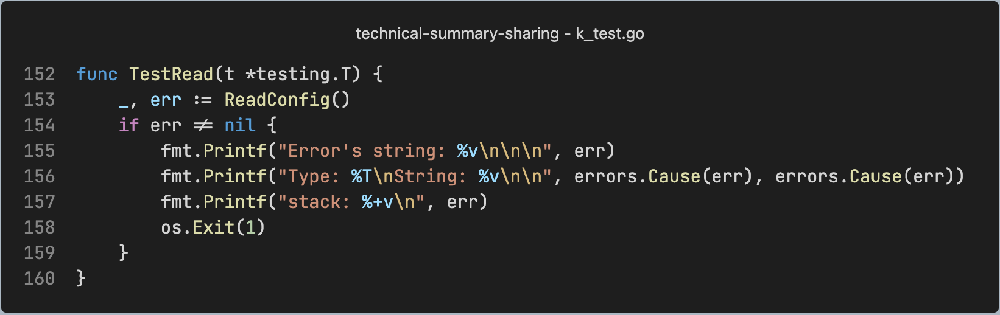 technical-summary-sharing - k_test.go
152 func TestRead(t *testing.T) {
153     _, err := ReadConfig()
154     if err != nil {
155         fmt.Printf("Error's string: %v\n\n\n", err)
156         fmt.Printf("Type: %T\nString: %v\n\n", errors.Cause(err), errors.Cause(err))
157         fmt.Printf("stack: %+v\n", err)
158         os.Exit(1)
159     }
160 }